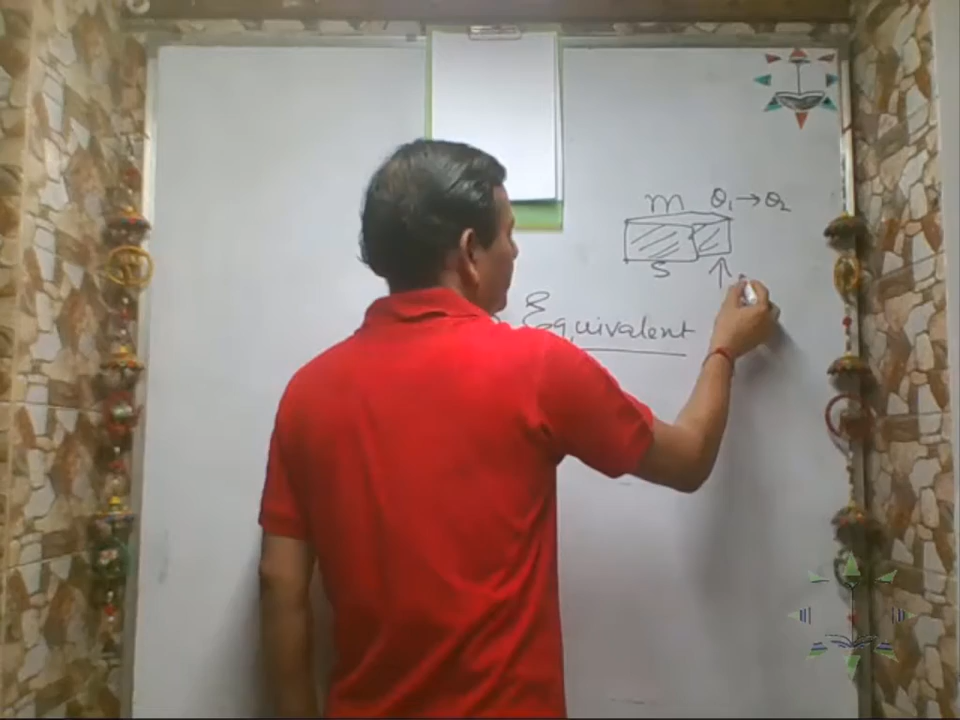 m θ₁→θ₂
S
Equivalent